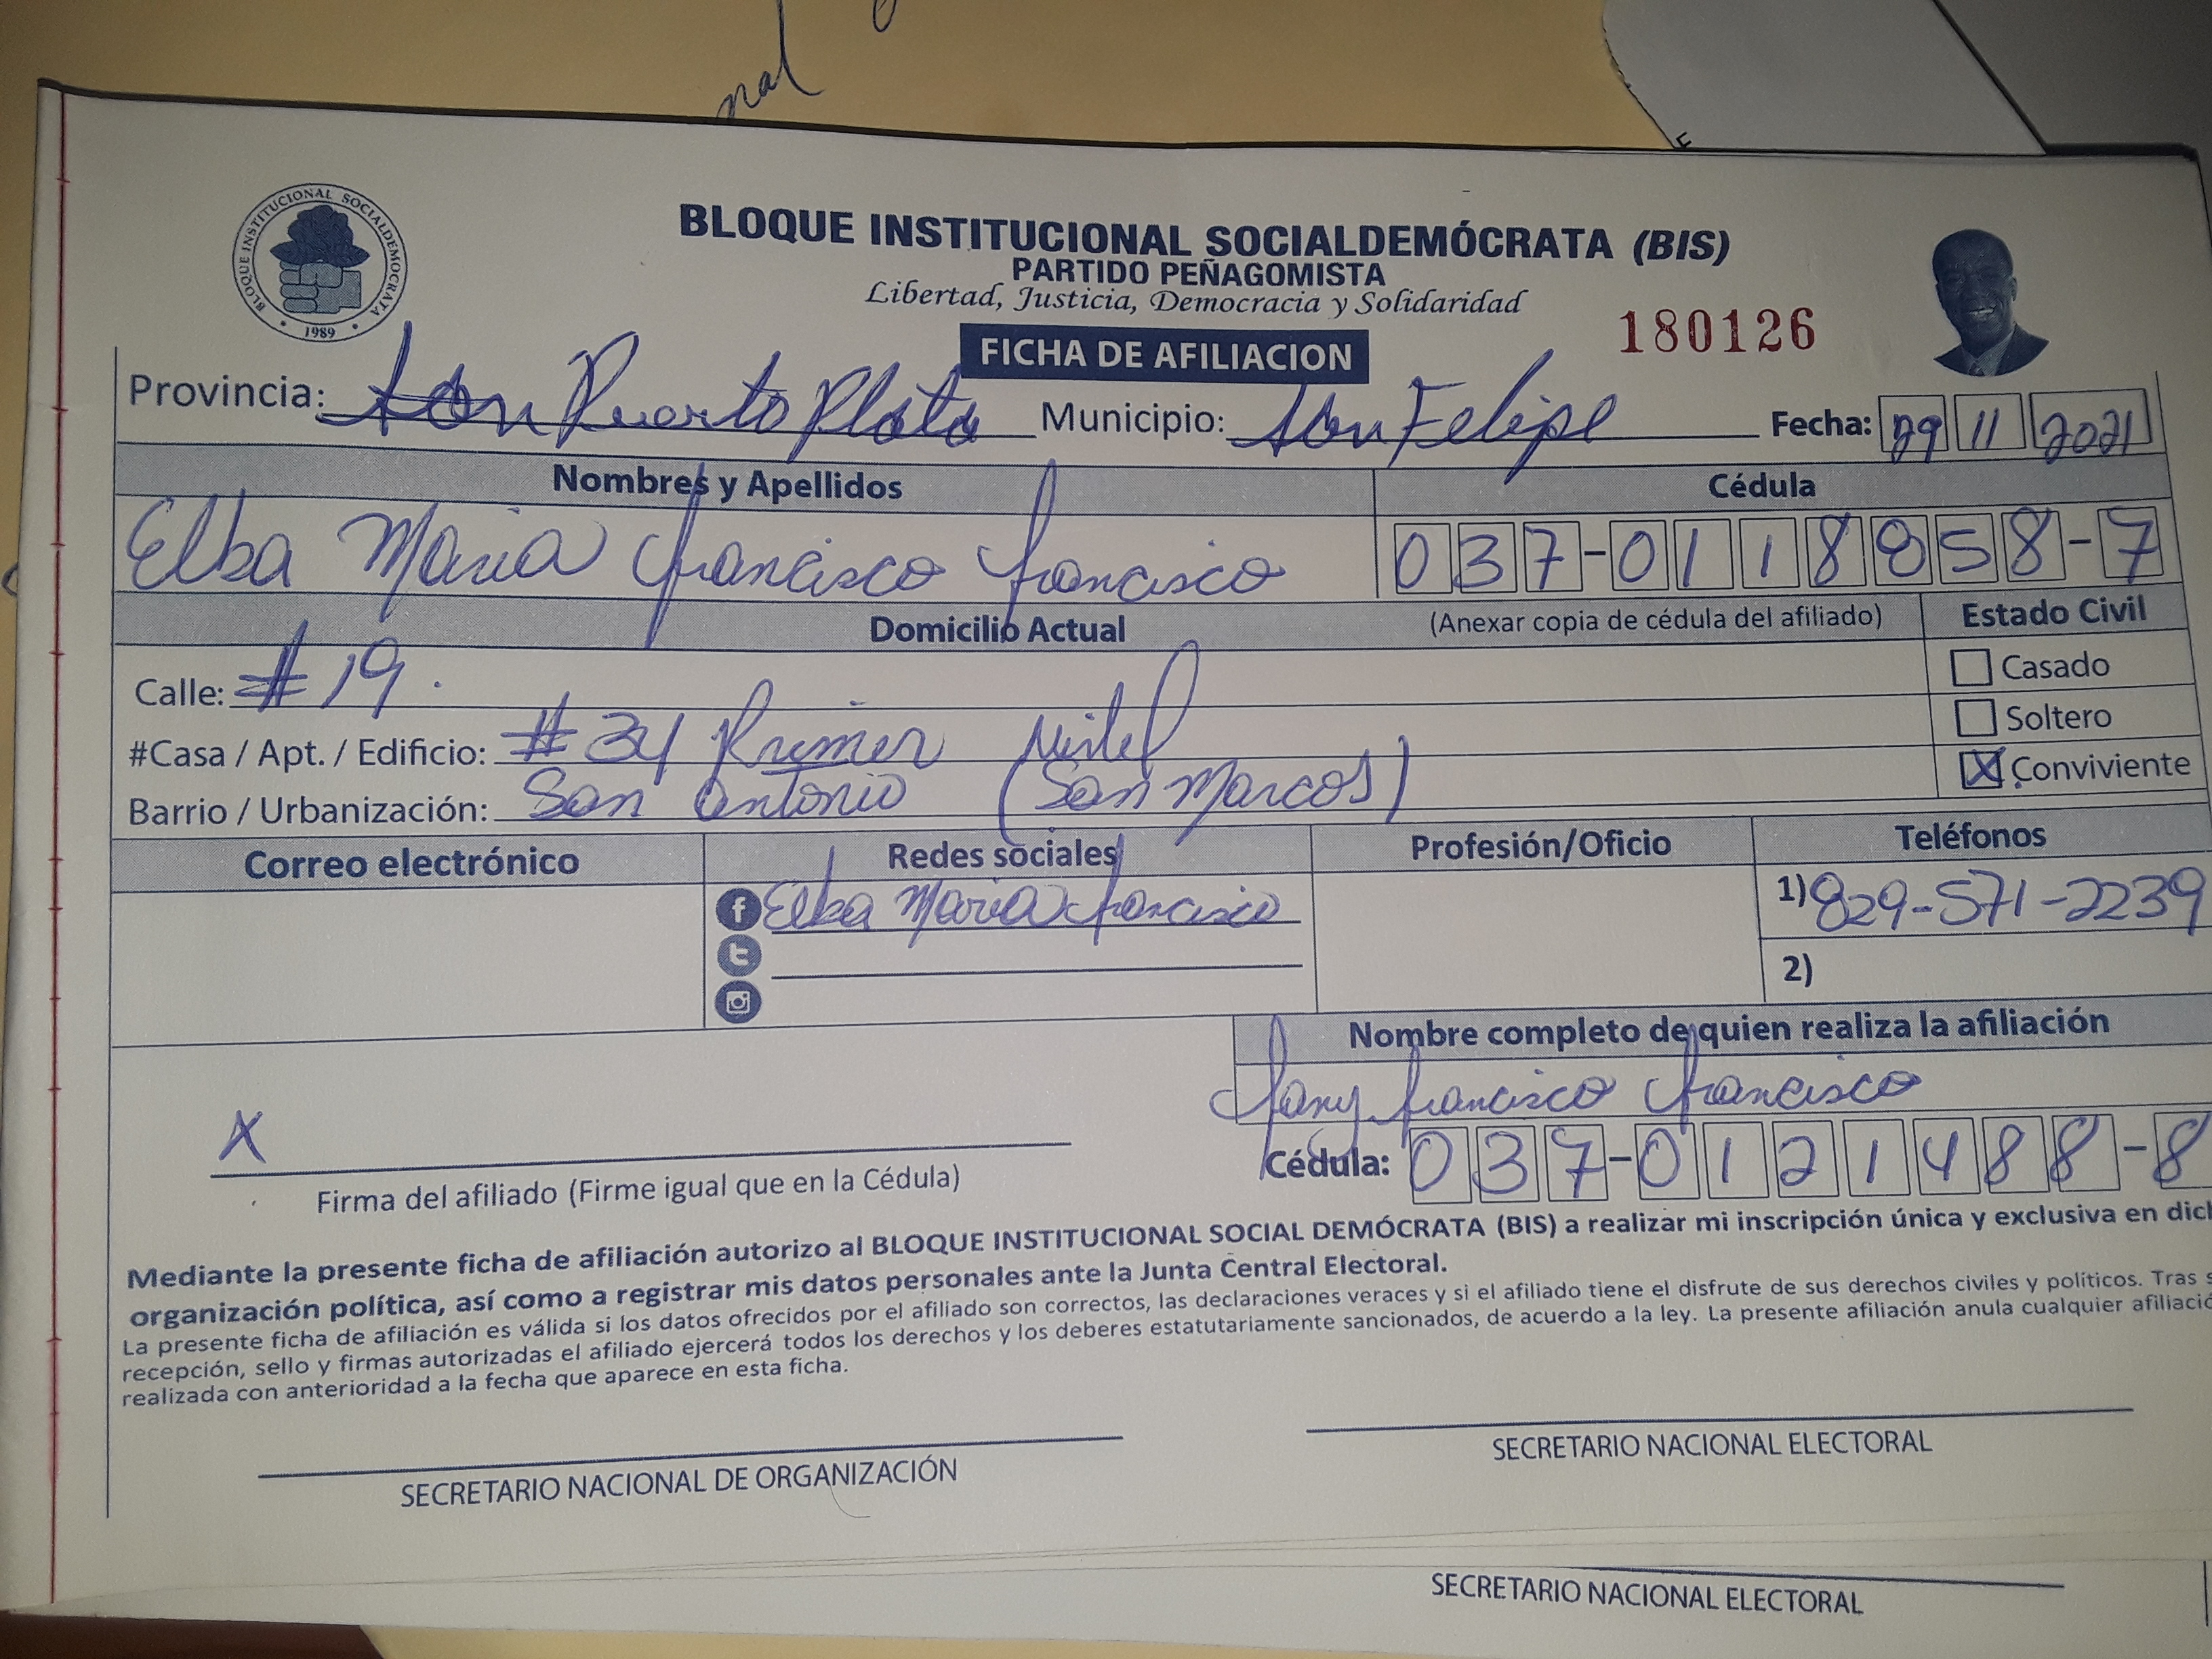 nal
BLOQUE INSTITUCIONAL SOCIALDEMOCRATA
1989
BLOQUE INSTITUCIONAL SOCIALDEMÓCRATA (BIS)
PARTIDO PEÑAGOMISTA
Libertad, Justicia, Democracia y Solidaridad
180126
FICHA DE AFILIACION
Provincia: Puerto Plata Municipio: San Felipe Fecha: 29 11 2021
Nombres y Apellidos Cédula
Elba Maria francisco francisco 037-0118858-7
Domicilio Actual (Anexar copia de cédula del afiliado) Estado Civil
Calle: #19. Casado
#Casa / Apt. / Edificio: #34 Primer Nivel Soltero
Barrio / Urbanización: San Antonio (San Marcos) X Conviviente
Correo electrónico Redes sociales Profesión/Oficio Teléfonos
f Elba Maria francisco 1) 829-571-2239
2)
Nombre completo de quien realiza la afiliación
fany francisco francisco
X Cédula: 037-0121488-8
Firma del afiliado (Firme igual que en la Cédula)
Mediante la presente ficha de afiliación autorizo al BLOQUE INSTITUCIONAL SOCIAL DEMÓCRATA (BIS) a realizar mi inscripción única y exclusiva en dich
organización política, así como a registrar mis datos personales ante la Junta Central Electoral.
La presente ficha de afiliación es válida si los datos ofrecidos por el afiliado son correctos, las declaraciones veraces y si el afiliado tiene el disfrute de sus derechos civiles y políticos. Tras s
recepción, sello y firmas autorizadas el afiliado ejercerá todos los derechos y los deberes estatutariamente sancionados, de acuerdo a la ley. La presente afiliación anula cualquier afiliació
realizada con anterioridad a la fecha que aparece en esta ficha.
SECRETARIO NACIONAL DE ORGANIZACIÓN SECRETARIO NACIONAL ELECTORAL
SECRETARIO NACIONAL ELECTORAL